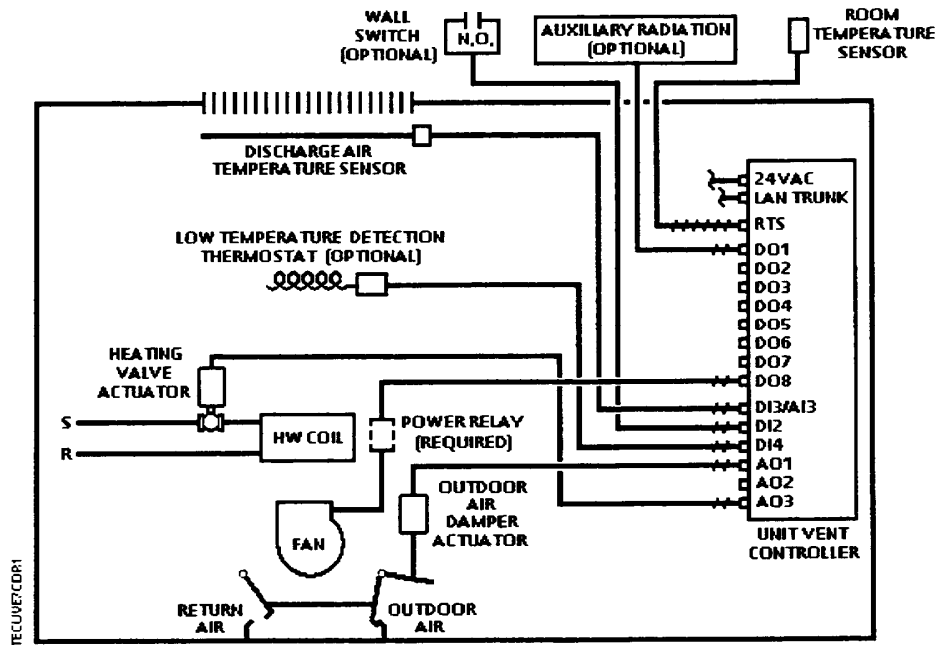 WALL
SWITCH
(OPTIONAL)
N.O.
AUXILIARY RADIATION
(OPTIONAL)
ROOM
TEMPERATURE
SENSOR
DISCHARGE AIR
TEMPERATURE SENSOR
LOW TEMPERATURE DETECTION
THERMOSTAT (OPTIONAL)
24VAC
LAN TRUNK
RTS
DO1
DO2
DO3
DO4
DO5
DO6
DO7
DO8
DI3/AI3
DI2
DI4
AO1
AO2
AO3
UNIT VENT
CONTROLLER
HEATING
VALVE
ACTUATOR
S
R
HW COIL
POWER RELAY
(REQUIRED)
OUTDOOR
AIR
DAMPER
ACTUATOR
FAN
RETURN
AIR
OUTDOOR
AIR
TECUVE7CDR1